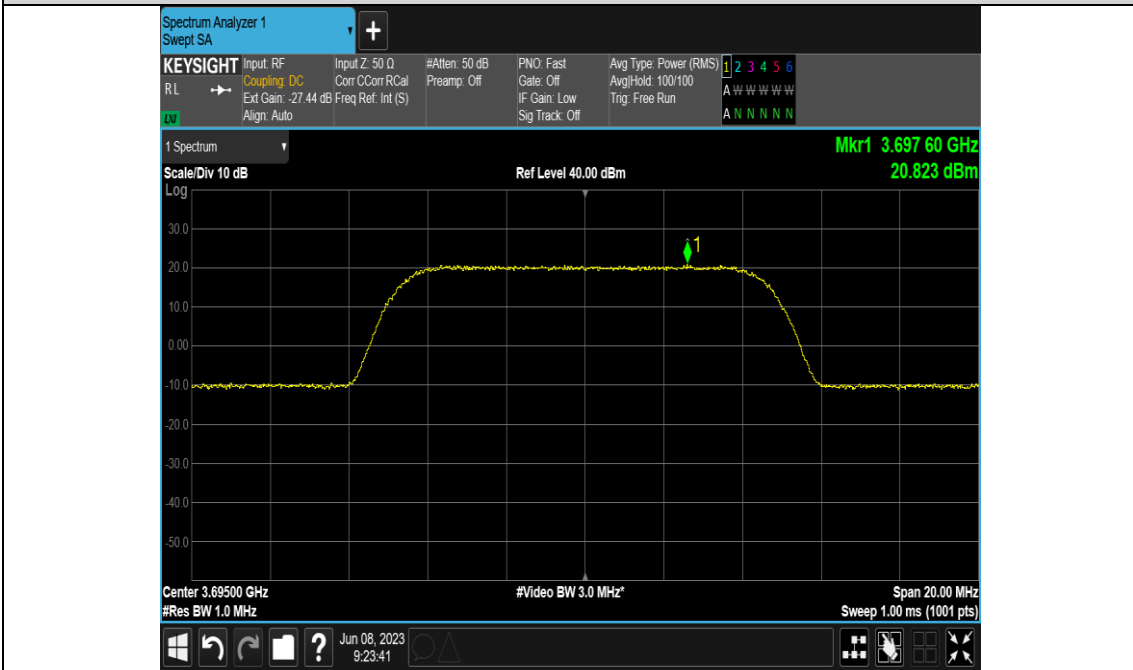 Spectrum Analyzer 1
Swept SA
+
KEYSIGHT
RL
LXI
Input: RF
Coupling: DC
Ext Gain: -27.44 dB
Align: Auto
Input Z: 50 Ω
Corr CCorr RCal
Freq Ref: Int (S)
#Atten: 50 dB
Preamp: Off
PNO: Fast
Gate: Off
IF Gain: Low
Sig Track: Off
Avg Type: Power (RMS)
Avg|Hold: 100/100
Trig: Free Run
1 2 3 4 5 6
A W W W W W
A N N N N N
1 Spectrum
Mkr1 3.697 60 GHz
Scale/Div 10 dB
Ref Level 40.00 dBm
20.823 dBm
Log
30.0
1
20.0
10.0
0.00
-10.0
-20.0
-30.0
-40.0
-50.0
Center 3.69500 GHz
#Video BW 3.0 MHz*
Span 20.00 MHz
#Res BW 1.0 MHz
Sweep 1.00 ms (1001 pts)
?
Jun 08, 2023
9:23:41